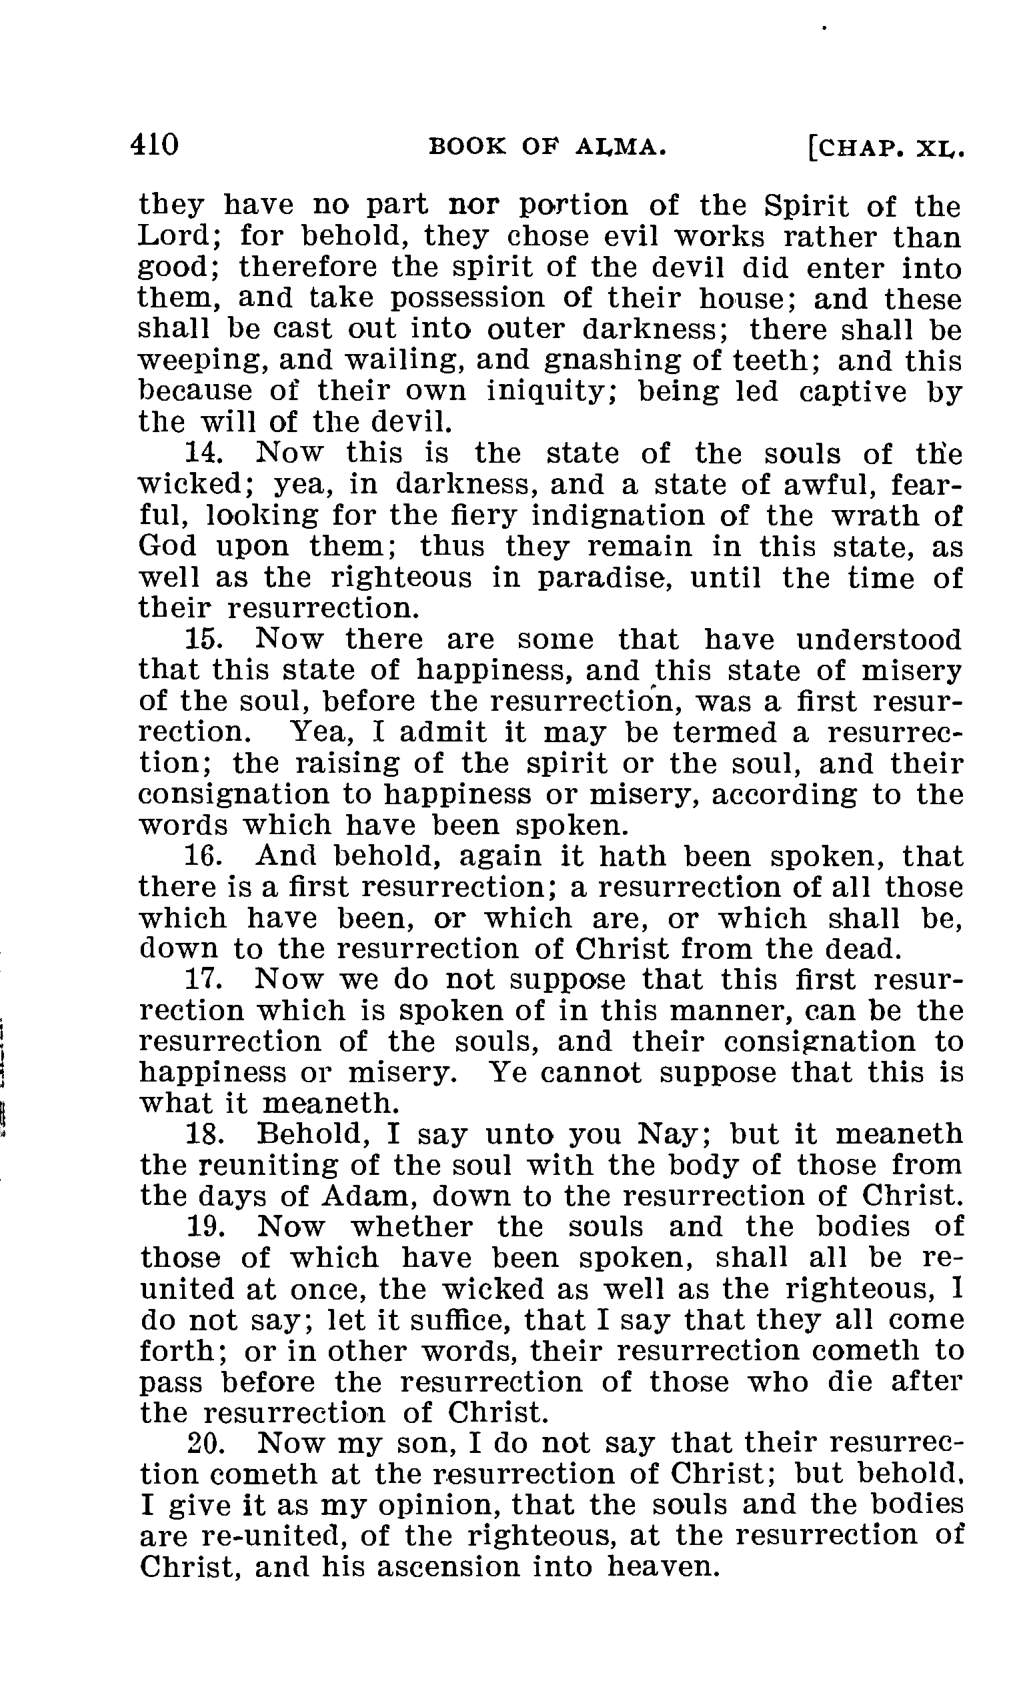 410 BOOK OF ALMA. [CHAP. XL.
they have no part nor portion of the Spirit of the
Lord; for behold, they chose evil works rather than
good; therefore the spirit of the devil did enter into
them, and take possession of their house; and these
shall be cast out into outer darkness; there shall be
weeping, and wailing, and gnashing of teeth; and this
because of their own iniquity; being led captive by
the will of the devil.
14. Now this is the state of the souls of the
wicked; yea, in darkness, and a state of awful, fear-
ful, looking for the fiery indignation of the wrath of
God upon them; thus they remain in this state, as
well as the righteous in paradise, until the time of
their resurrection.
15. Now there are some that have understood
that this state of happiness, and this state of misery
of the soul, before the resurrection, was a first resur-
rection. Yea, I admit it may be termed a resurrec-
tion; the raising of the spirit or the soul, and their
consignation to happiness or misery, according to the
words which have been spoken.
16. And behold, again it hath been spoken, that
there is a first resurrection; a resurrection of all those
which have been, or which are, or which shall be,
down to the resurrection of Christ from the dead.
17. Now we do not suppose that this first resur-
rection which is spoken of in this manner, can be the
resurrection of the souls, and their consignation to
happiness or misery. Ye cannot suppose that this is
what it meaneth.
18. Behold, I say unto you Nay; but it meaneth
the reuniting of the soul with the body of those from
the days of Adam, down to the resurrection of Christ.
19. Now whether the souls and the bodies of
those of which have been spoken, shall all be re-
united at once, the wicked as well as the righteous, I
do not say; let it suffice, that I say that they all come
forth; or in other words, their resurrection cometh to
pass before the resurrection of those who die after
the resurrection of Christ.
20. Now my son, I do not say that their resurrec-
tion cometh at the resurrection of Christ; but behold,
I give it as my opinion, that the souls and the bodies
are re-united, of the righteous, at the resurrection of
Christ, and his ascension into heaven.